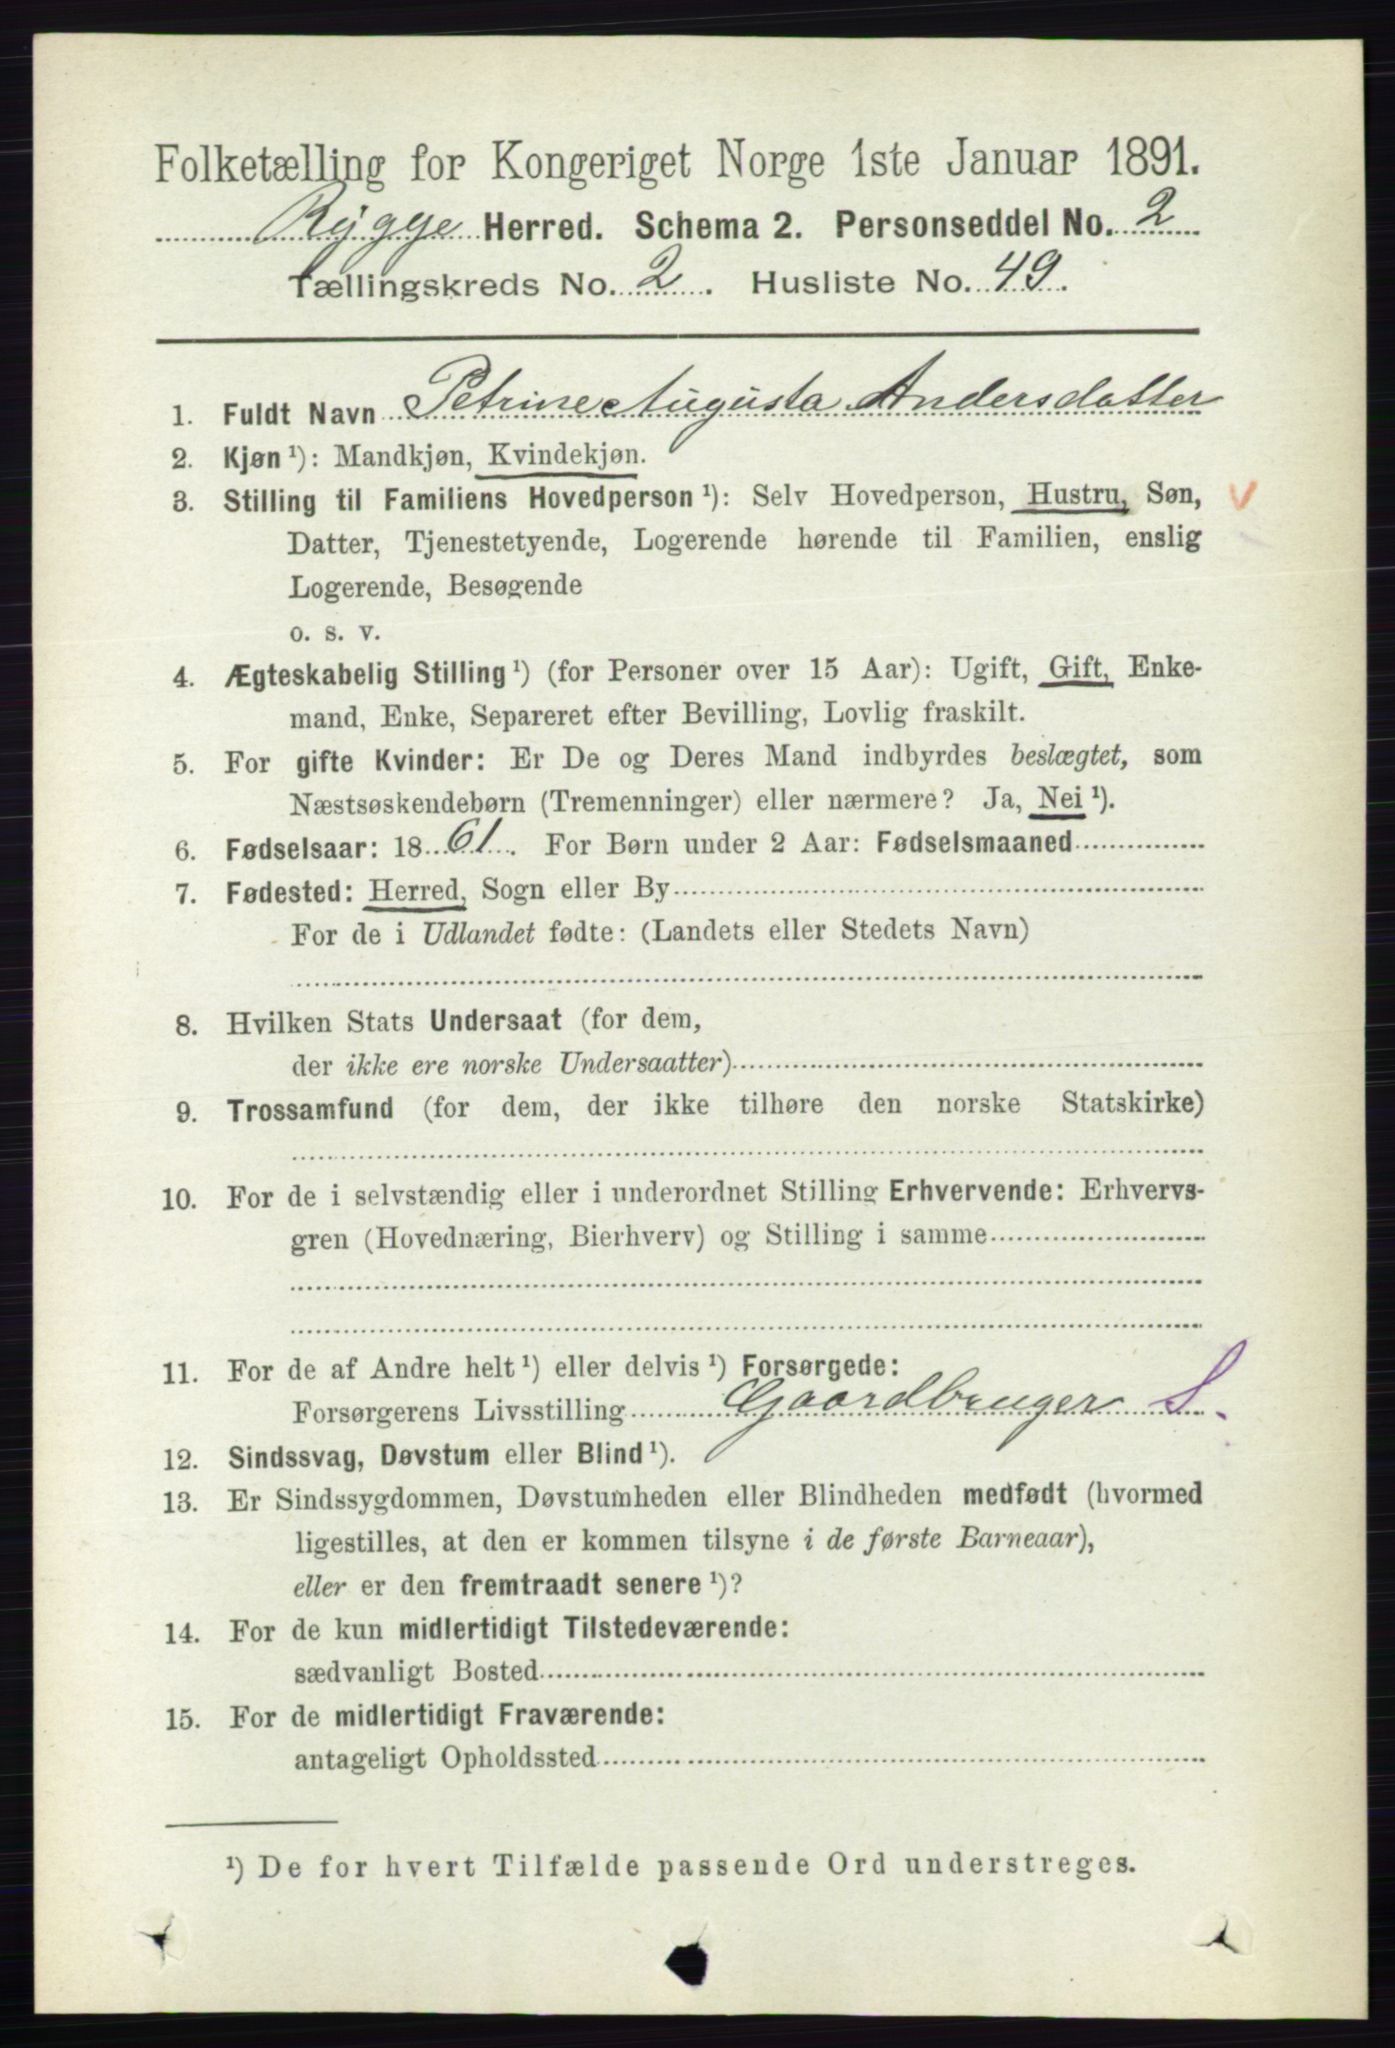 Folketælling for Kongeriget Norge 1ste Januar 1891.
Rygge Herred. Schema 2. Personseddel No. 2
Tællingskreds No. 2. Husliste No. 49.
1. Fuldt Navn Petrine Augusta Andersdatter
2. Kjøn ¹): Mandkjøn, Kvindekjøn.
3. Stilling til Familiens Hovedperson ¹): Selv Hovedperson, Hustru, Søn,
Datter, Tjenestetyende, Logerende hørende til Familien, enslig
Logerende, Besøgende
o. s. v.
4. Ægteskabelig Stilling ¹) (for Personer over 15 Aar): Ugift, Gift, Enke-
mand, Enke, Separeret efter Bevilling, Lovlig fraskilt.
5. For gifte Kvinder: Er De og Deres Mand indbyrdes beslægtet, som
Næstsøskendebørn (Tremenninger) eller nærmere? Ja, Nei ¹).
6. Fødselsaar: 1861. For Børn under 2 Aar: Fødselsmaaned
7. Fødested: Herred, Sogn eller By
For de i Udlandet fødte: (Landets eller Stedets Navn)
8. Hvilken Stats Undersaat (for dem,
der ikke ere norske Undersaatter)
9. Trossamfund (for dem, der ikke tilhøre den norske Statskirke)
10. For de i selvstændig eller i underordnet Stilling Erhvervende: Erhvervs-
gren (Hovednæring, Bierhverv) og Stilling i samme
11. For de af Andre helt ¹) eller delvis ¹) Forsørgede:
Forsørgerens Livsstilling Gaardbruger S.
12. Sindssvag, Døvstum eller Blind ¹).
13. Er Sindssygdommen, Døvstumheden eller Blindheden medfødt (hvormed
ligestilles, at den er kommen tilsyne i de første Barneaar),
eller er den fremtraadt senere ¹)?
14. For de kun midlertidigt Tilstedeværende:
sædvanligt Bosted
15. For de midlertidigt Fraværende:
antageligt Opholdssted
¹) De for hvert Tilfælde passende Ord understreges.